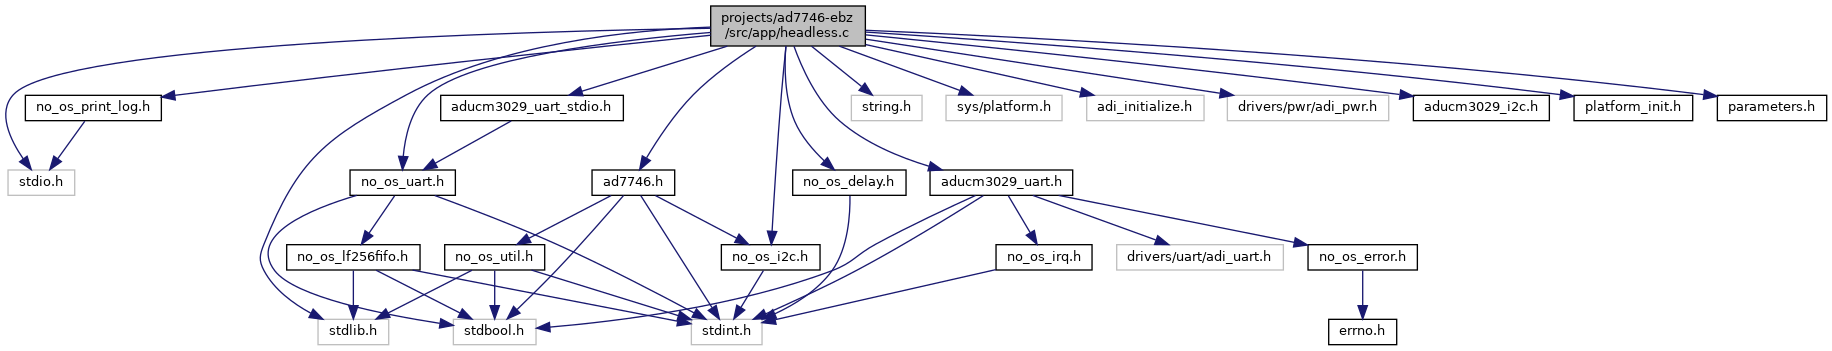 projects/ad7746-ebz
/src/app/headless.c
no_os_print_log.h
aducm3029_uart_stdio.h
string.h
sys/platform.h
adi_initialize.h
drivers/pwr/adi_pwr.h
aducm3029_i2c.h
platform_init.h
parameters.h
stdio.h
no_os_uart.h
ad7746.h
no_os_delay.h
aducm3029_uart.h
no_os_lf256fifo.h
no_os_util.h
no_os_i2c.h
no_os_irq.h
drivers/uart/adi_uart.h
no_os_error.h
stdlib.h
stdbool.h
stdint.h
errno.h